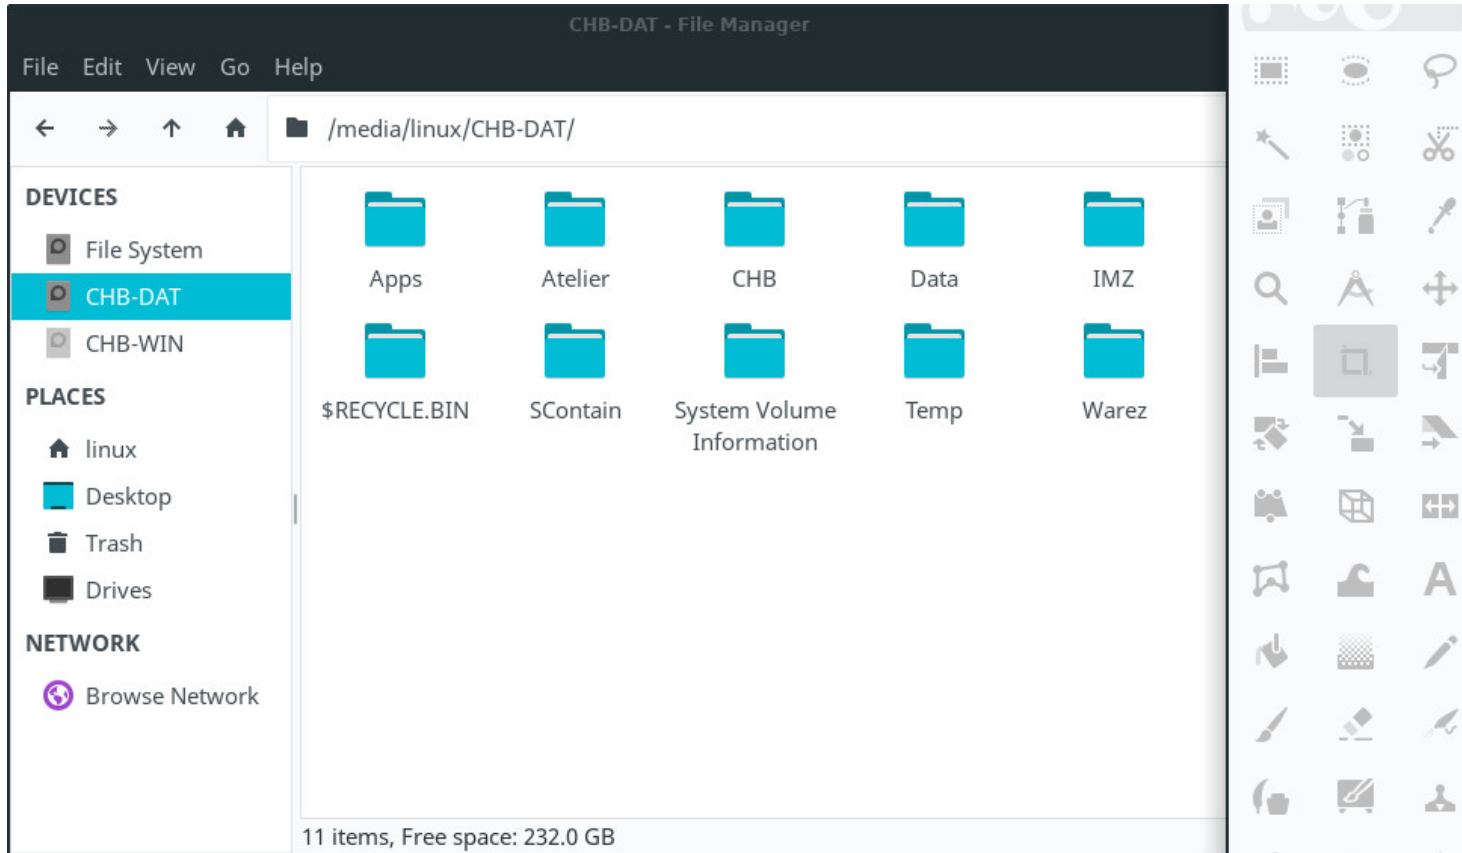 CHB-DAT - File Manager
File Edit View Go Help
/media/linux/CHB-DAT/
DEVICES
File System
CHB-DAT
CHB-WIN
PLACES
linux
Desktop
Trash
Drives
NETWORK
Browse Network
Apps Atelier CHB Data IMZ
$RECYCLE.BIN SContain System Volume Temp Warez
Information
11 items, Free space: 232.0 GB